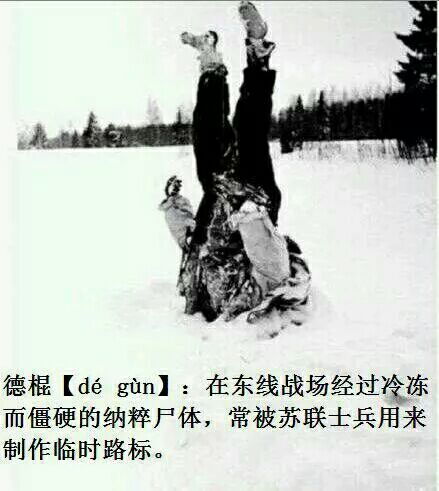 德棍【dé gùn】：在东线战场经过冷冻
而僵硬的纳粹尸体，常被苏联士兵用来
制作临时路标。